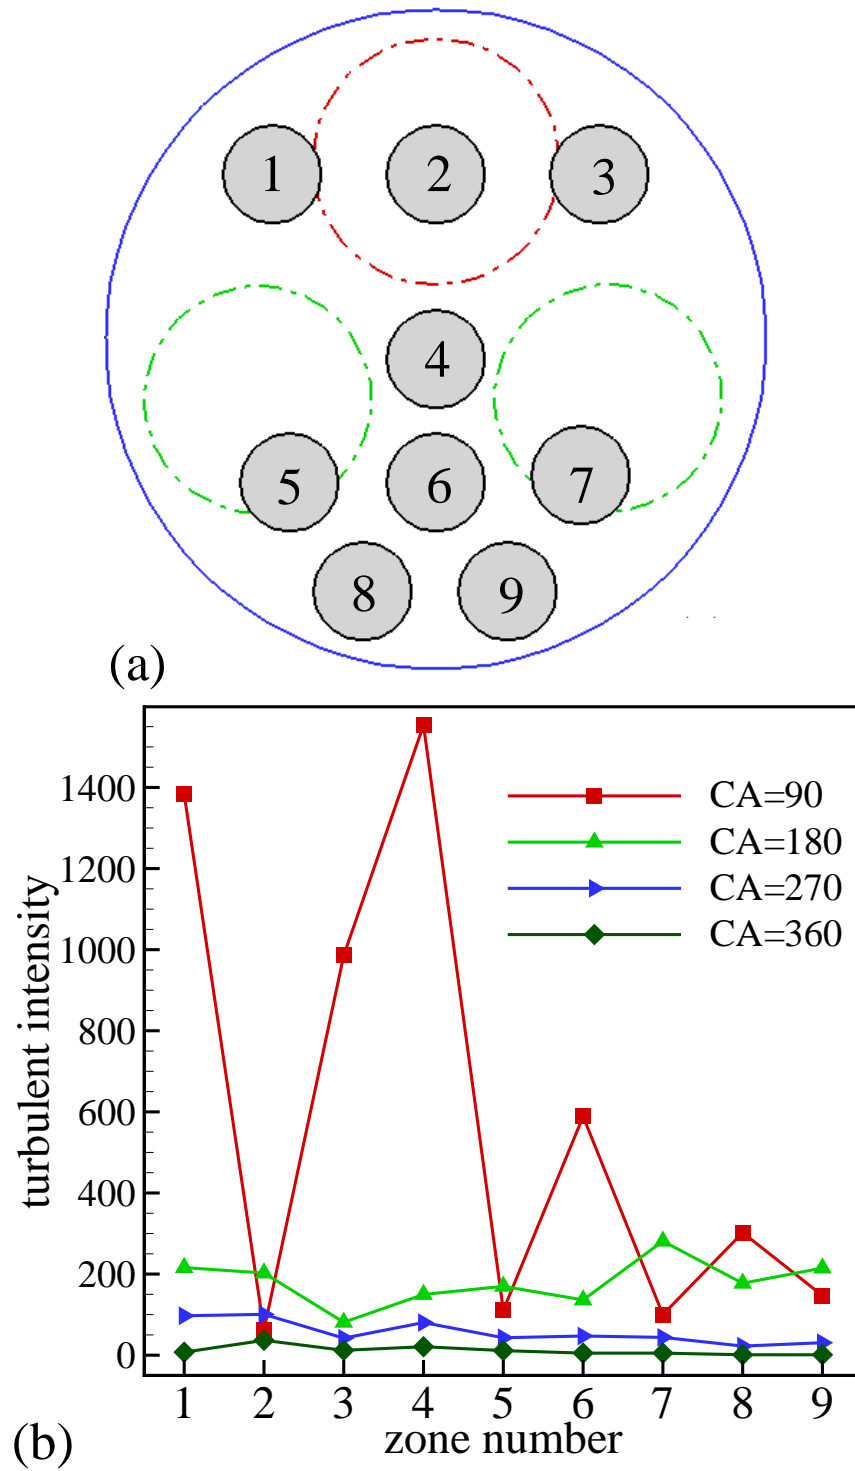 1 2 3
4
5 6 7
8 9
(a)
1400
1200
1000
800
600
400
200
0
turbulent intensity
CA=90
CA=180
CA=270
CA=360
1 2 3 4 5 6 7 8 9
zone number
(b)